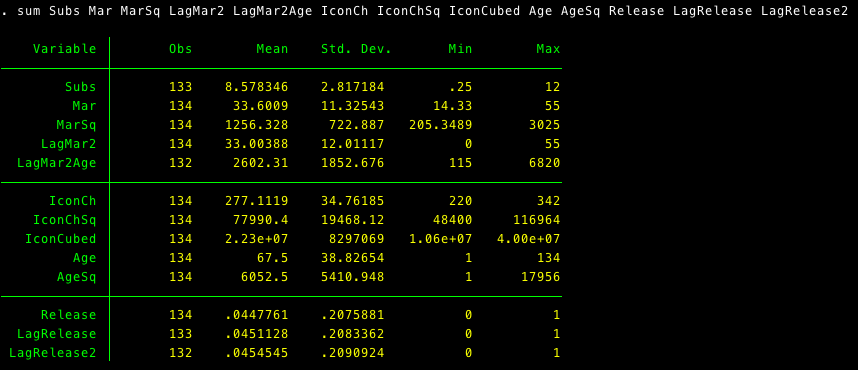 . sum Subs Mar MarSq LagMar2 LagMar2Age IconCh IconChSq IconCubed Age AgeSq Release LagRelease LagRelease2
Variable Obs Mean Std. Dev. Min Max
Subs 133 8.578346 2.817184 .25 12
Mar 134 33.6009 11.32543 14.33 55
MarSq 134 1256.328 722.887 205.3489 3025
LagMar2 134 33.00388 12.01117 0 55
LagMar2Age 132 2602.31 1852.676 115 6820
IconCh 134 277.1119 34.76185 220 342
IconChSq 134 77990.4 19468.12 48400 116964
IconCubed 134 2.23e+07 8297069 1.06e+07 4.00e+07
Age 134 67.5 38.82654 1 134
AgeSq 134 6052.5 5410.948 1 17956
Release 134 .0447761 .2075881 0 1
LagRelease 133 .0451128 .2083362 0 1
LagRelease2 132 .0454545 .2090924 0 1